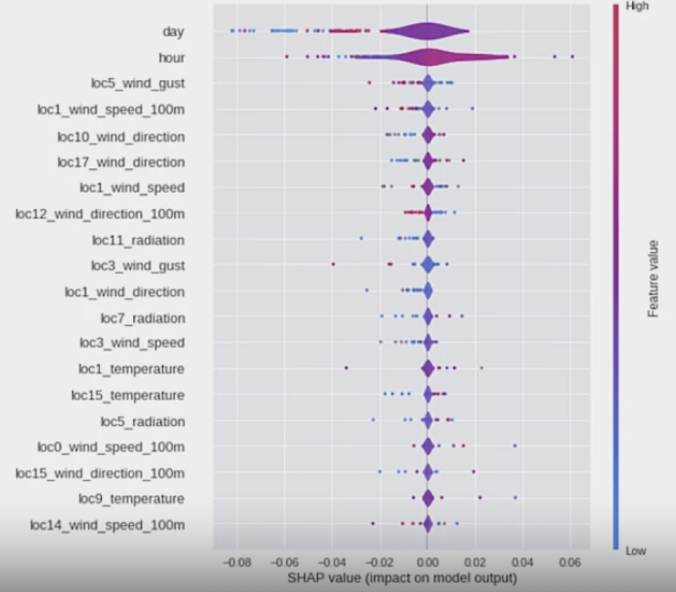 High
day
hour
loc5_wind_gust
loc1_wind_speed_100m
loc10_wind_direction
loc17_wind_direction
loc1_wind_speed
loc12_wind_direction_100m
loc11_radiation
loc3_wind_gust
loc1_wind_direction
loc7_radiation
loc3_wind_speed
loc1_temperature
loc15_temperature
loc5_radiation
loc0_wind_speed_100m
loc15_wind_direction_100m
loc9_temperature
loc14_wind_speed_100m
Feature value
Low
−0.08 −0.06 −0.04 −0.02 0.00 0.02 0.04 0.06
SHAP value (impact on model output)